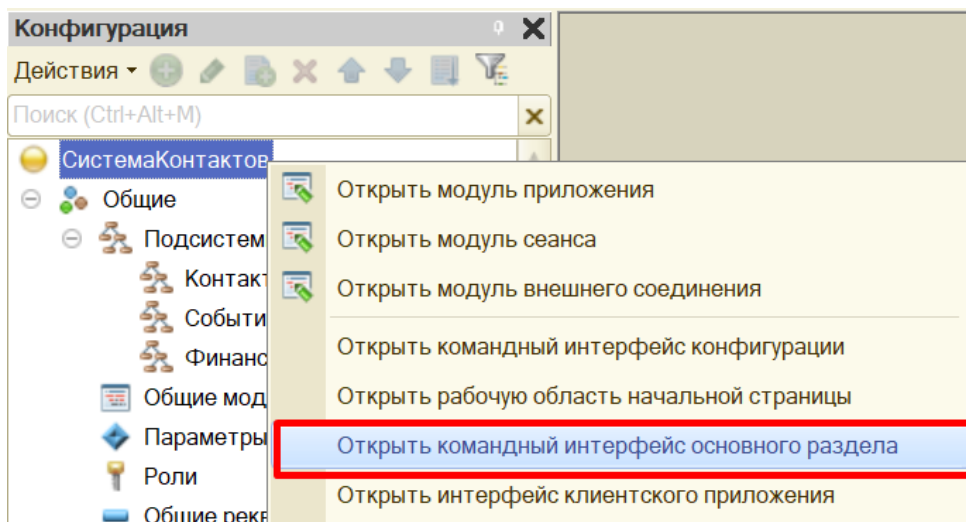 Конфигурация
Действия
Поиск (Ctrl+Alt+M)
СистемаКонтактов
Общие
Подсистем
Контакт
Событи
Финанс
Общие мод
Параметры
Роли
Общие рекв
Открыть модуль приложения
Открыть модуль сеанса
Открыть модуль внешнего соединения
Открыть командный интерфейс конфигурации
Открыть рабочую область начальной страницы
Открыть командный интерфейс основного раздела
Открыть интерфейс клиентского приложения